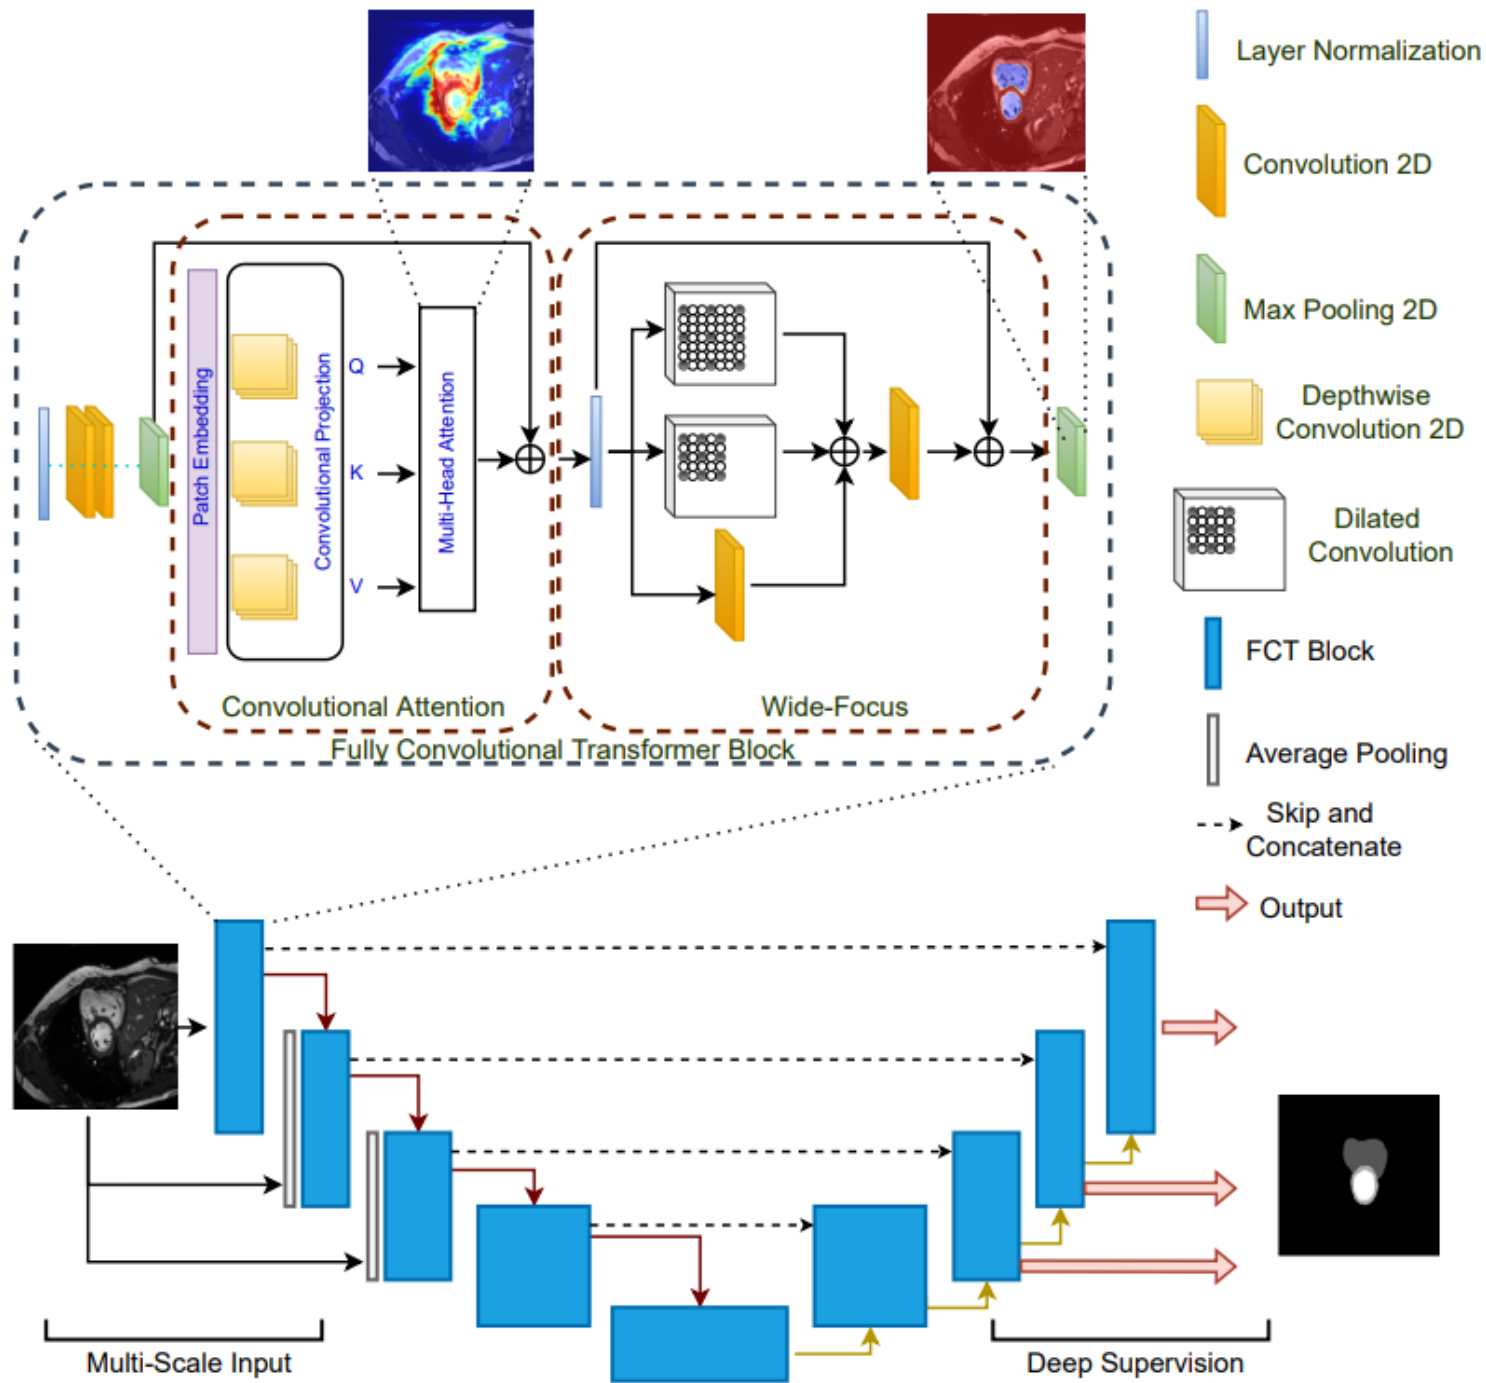 Layer Normalization
Convolution 2D
Max Pooling 2D
Depthwise
Convolution 2D
Dilated
Convolution
FCT Block
Average Pooling
Skip and
Concatenate
Output
Patch Embedding
Convolutional Projection
Q
K
V
Multi-Head Attention
Convolutional Attention
Wide-Focus
Fully Convolutional Transformer Block
Multi-Scale Input
Deep Supervision